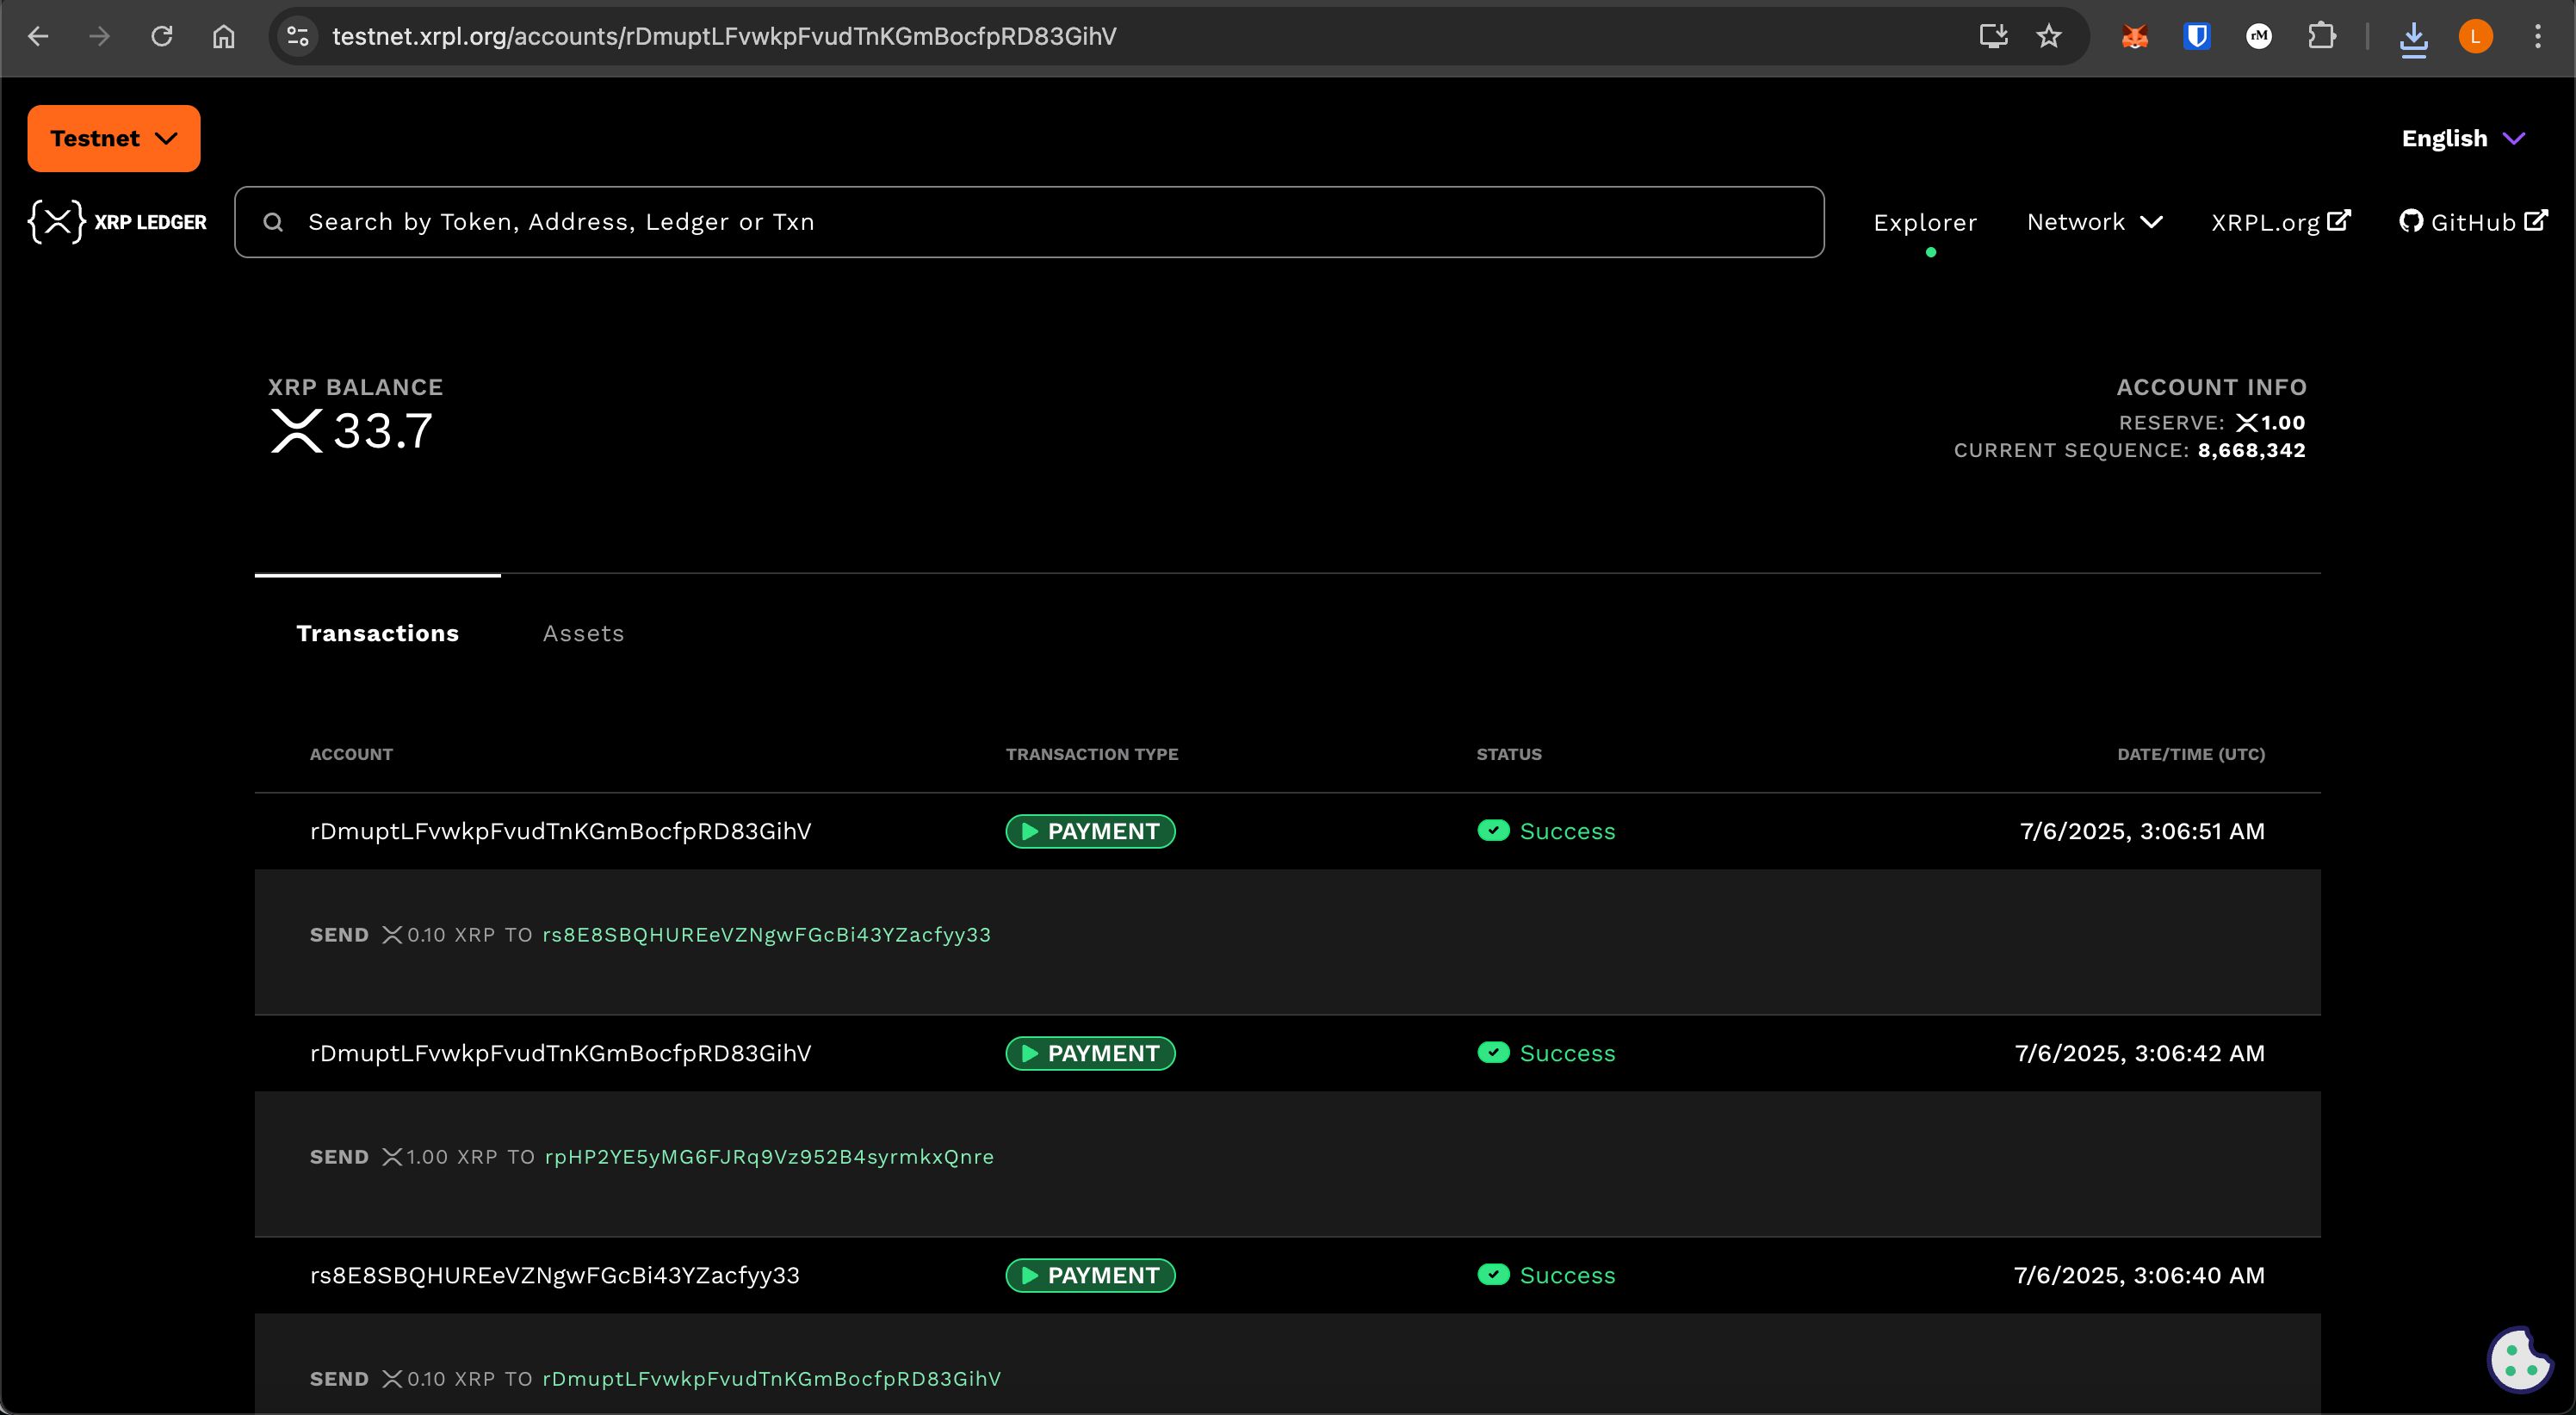 testnet.xrpl.org/accounts/rDmuptLFvwkpFvudTnKGmBocfpRD83GihV
rM
L
Testnet
English
XRP LEDGER
Search by Token, Address, Ledger or Txn
Explorer
Network
XRPL.org
GitHub
XRP BALANCE
33.7
ACCOUNT INFO
RESERVE: 1.00
CURRENT SEQUENCE: 8,668,342
Transactions
Assets
ACCOUNT TRANSACTION TYPE STATUS DATE/TIME (UTC)
rDmuptLFvwkpFvudTnKGmBocfpRD83GihV PAYMENT Success 7/6/2025, 3:06:51 AM
SEND 0.10 XRP TO rs8E8SBQHUREeVZNgwFGcBi43YZacfyy33
rDmuptLFvwkpFvudTnKGmBocfpRD83GihV PAYMENT Success 7/6/2025, 3:06:42 AM
SEND 1.00 XRP TO rpHP2YE5yMG6FJRq9Vz952B4syrmkxQnre
rs8E8SBQHUREeVZNgwFGcBi43YZacfyy33 PAYMENT Success 7/6/2025, 3:06:40 AM
SEND 0.10 XRP TO rDmuptLFvwkpFvudTnKGmBocfpRD83GihV